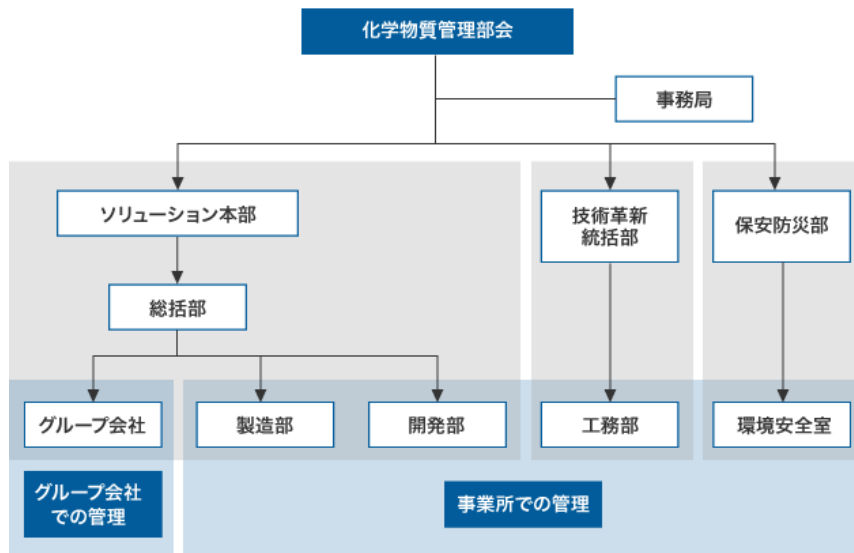 化学物質管理部会
事務局
ソリューション本部
技術革新
統括部
保安防災部
総括部
グループ会社
製造部
開発部
工務部
環境安全室
グループ会社
での管理
事業所での管理